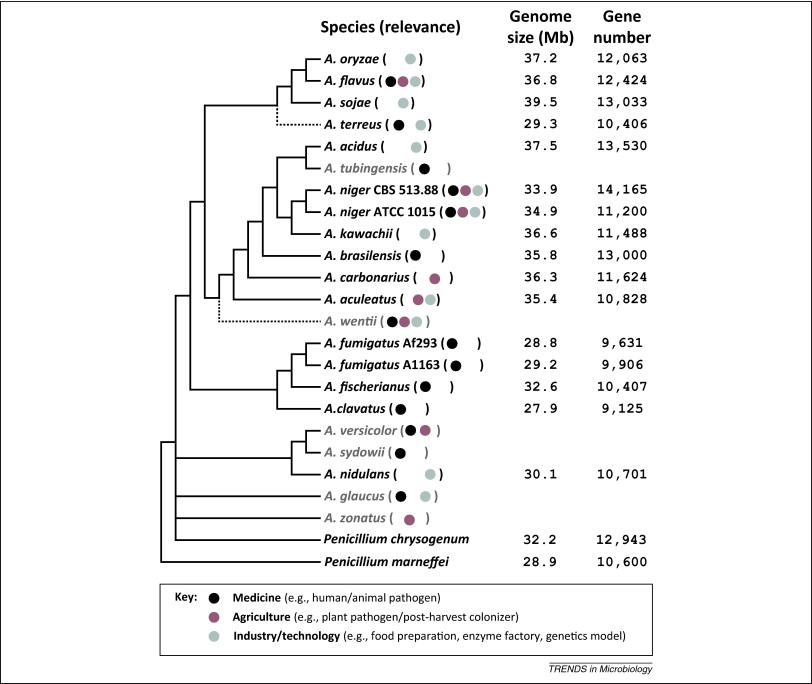 Species (relevance) Genome size (Mb) Gene number
A. oryzae ( ) 37.2 12,063
A. flavus ( ) 36.8 12,424
A. sojae ( ) 39.5 13,033
A. terreus ( ) 29.3 10,406
A. acidus ( ) 37.5 13,530
A. tubingensis ( )
A. niger CBS 513.88 ( ) 33.9 14,165
A. niger ATCC 1015 ( ) 34.9 11,200
A. kawachii ( ) 36.6 11,488
A. brasilensis ( ) 35.8 13,000
A. carbonarius ( ) 36.3 11,624
A. aculeatus ( ) 35.4 10,828
A. wentii ( )
A. fumigatus Af293 ( ) 28.8 9,631
A. fumigatus A1163 ( ) 29.2 9,906
A. fischerianus ( ) 32.6 10,407
A.clavatus ( ) 27.9 9,125
A. versicolor ( )
A. sydowii ( )
A. nidulans ( ) 30.1 10,701
A. glaucus ( )
A. zonatus ( )
Penicillium chrysogenum 32.2 12,943
Penicillium marneffei 28.9 10,600
Key: Medicine (e.g., human/animal pathogen)
Agriculture (e.g., plant pathogen/post-harvest colonizer)
Industry/technology (e.g., food preparation, enzyme factory, genetics model)
TRENDS in Microbiology